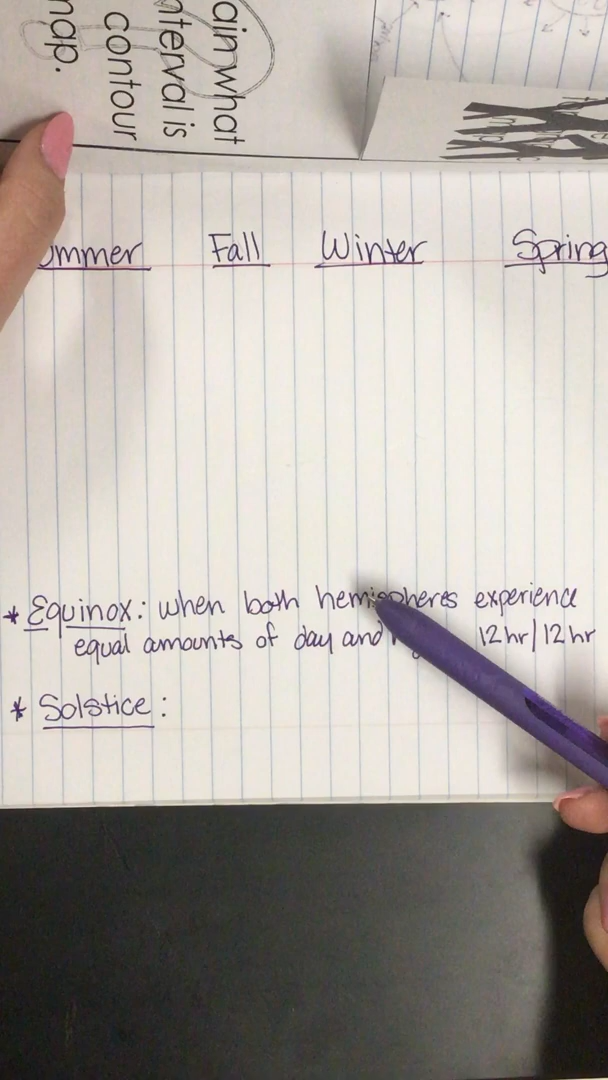 ain what
nterval is
contour
map.
ummer Fall Winter Spring
* Equinox: when both hemispheres experience
equal amounts of day and 12hr/12hr
* Solstice: